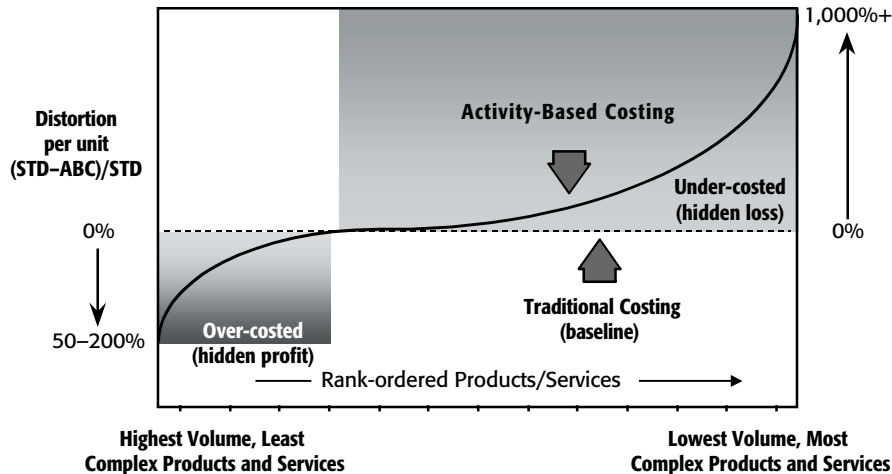 1,000%+
Activity-Based Costing
Distortion
per unit
(STD–ABC)/STD
Under-costed
(hidden loss)
0%
0%
Traditional Costing
(baseline)
Over-costed
(hidden profit)
50–200%
Rank-ordered Products/Services
Highest Volume, Least
Complex Products and Services
Lowest Volume, Most
Complex Products and Services